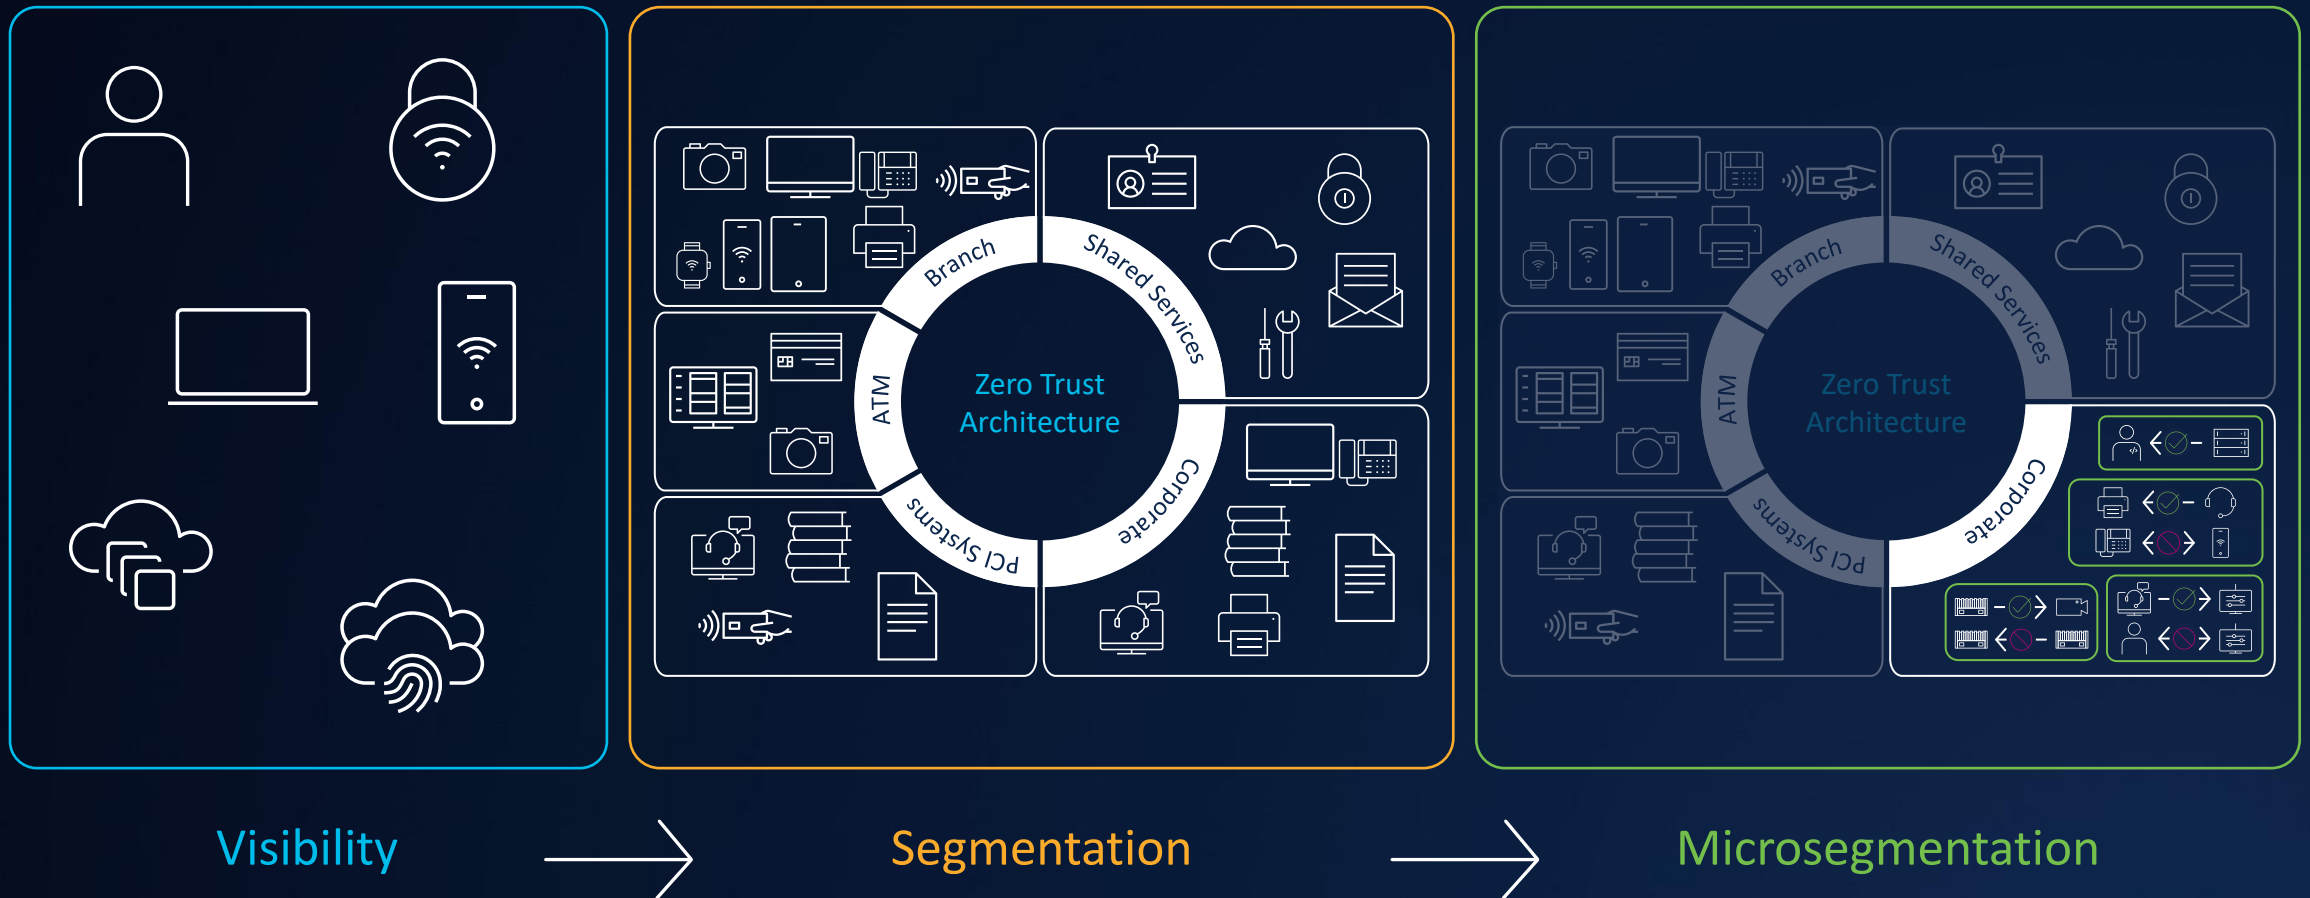 Branch
Shared Services
ATM
Zero Trust
Architecture
PCI Systems
Corporate
Branch
Shared Services
ATM
Zero Trust
Architecture
PCI Systems
Corporate
Visibility
Segmentation
Microsegmentation